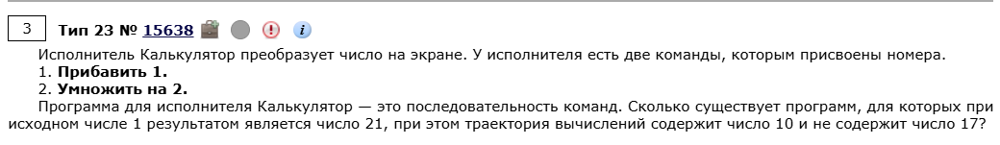 3 Тип 23 № 15638
Исполнитель Калькулятор преобразует число на экране. У исполнителя есть две команды, которым присвоены номера.
1. Прибавить 1.
2. Умножить на 2.
Программа для исполнителя Калькулятор — это последовательность команд. Сколько существует программ, для которых при
исходном числе 1 результатом является число 21, при этом траектория вычислений содержит число 10 и не содержит число 17?